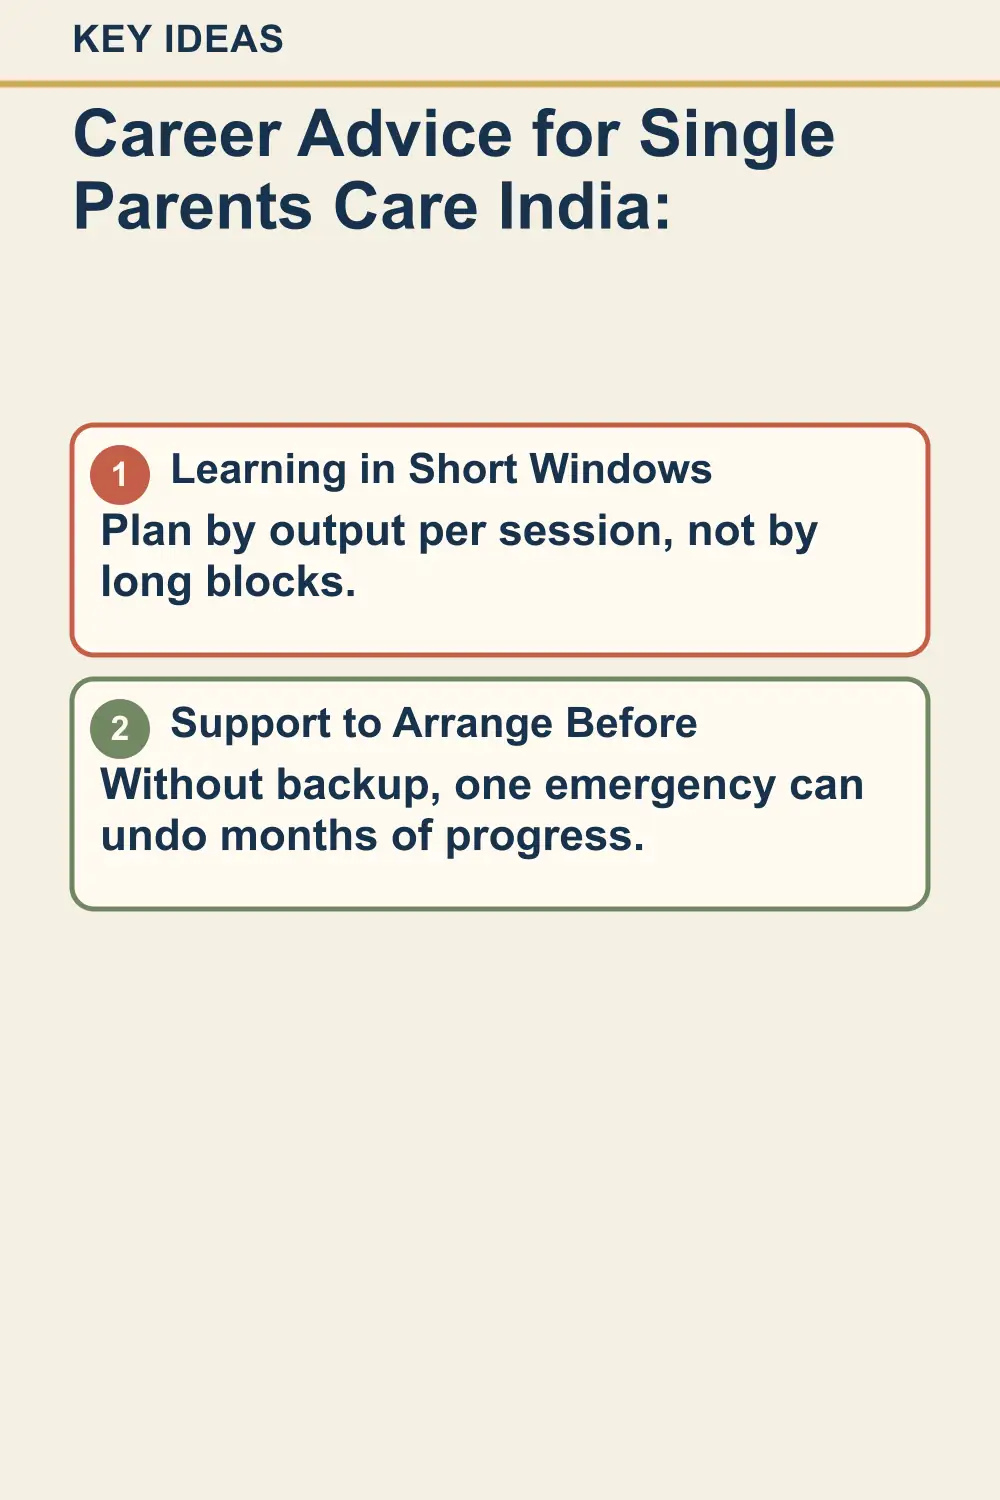 KEY IDEAS
Career Advice for Single
Parents Care India:
1 Learning in Short Windows
Plan by output per session, not by
long blocks.
2 Support to Arrange Before
Without backup, one emergency can
undo months of progress.